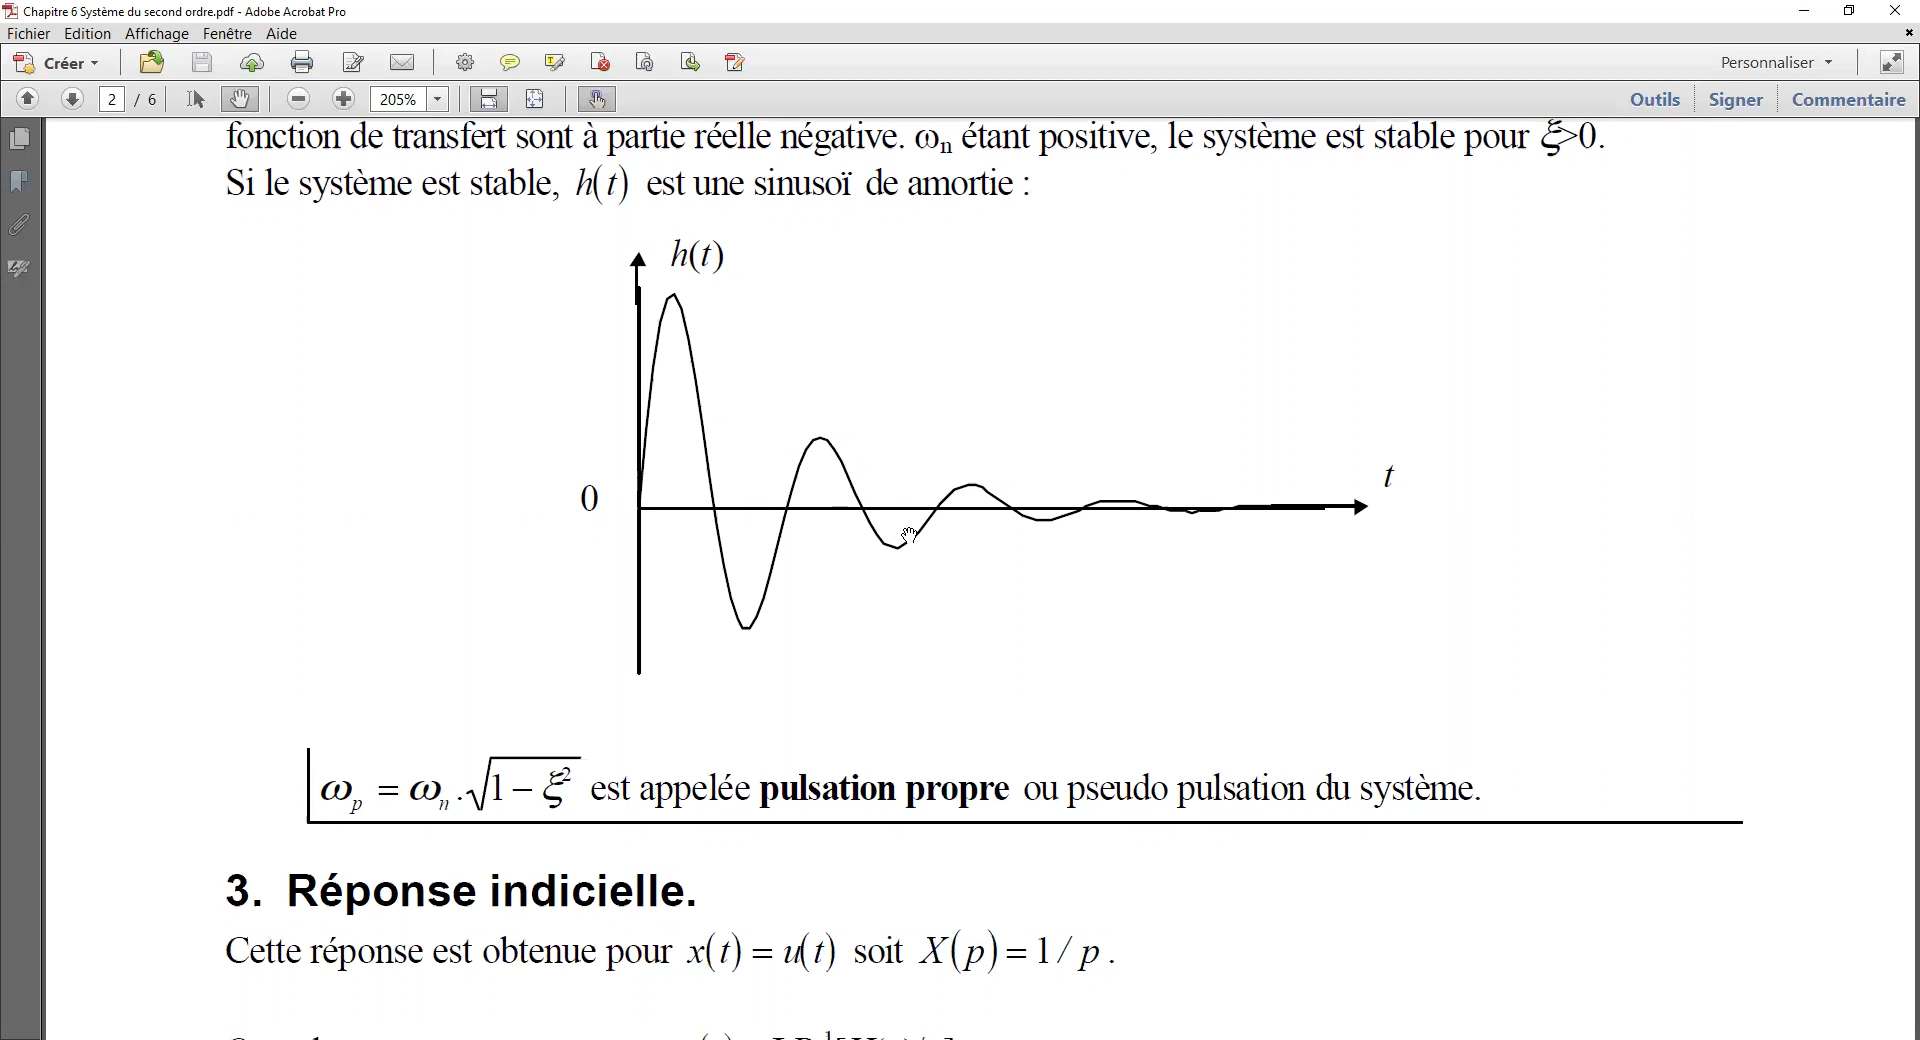 Chapitre 6 Système du second ordre.pdf - Adobe Acrobat Pro
Fichier Edition Affichage Fenêtre Aide
Créer
Personnaliser
2 / 6
205%
Outils Signer Commentaire
fonction de transfert sont à partie réelle négative. ωn étant positive, le système est stable pour ξ>0.
Si le système est stable, h(t) est une sinusoï de amortie :
h(t)
t
0
ωp = ωn.√1 − ξ² est appelée pulsation propre ou pseudo pulsation du système.
3. Réponse indicielle.
Cette réponse est obtenue pour x(t) = u(t) soit X(p) = 1 / p .